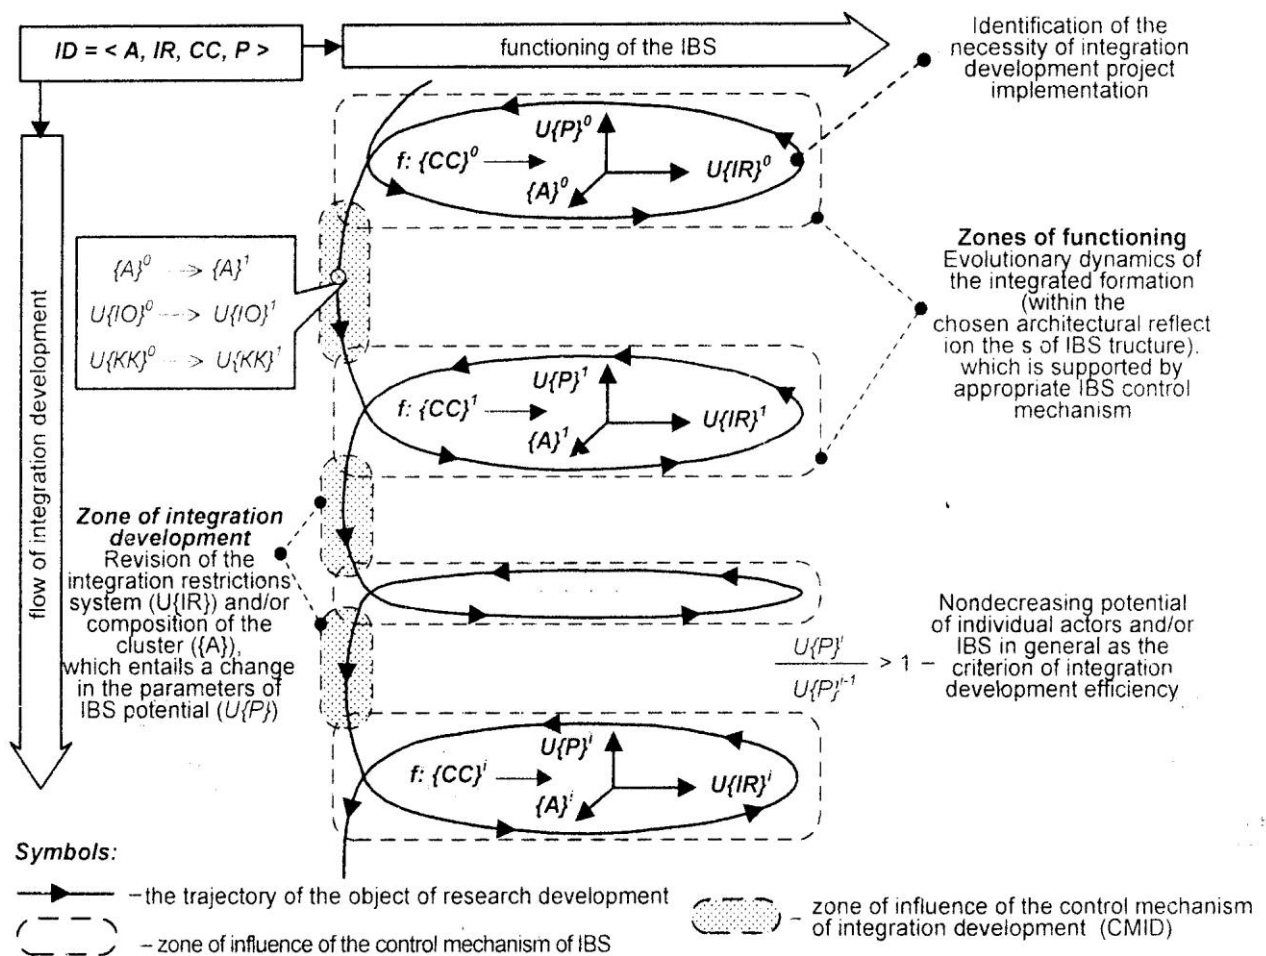 ID = < A, IR, CC, P >
functioning of the IBS
Identification of the
necessity of integration
development project
implementation
U{P}⁰
f: {CC}⁰
U{IR}⁰
{A}⁰
{A}⁰ {A}¹
U{IO}⁰ U{IO}¹
U{KK}⁰ U{KK}¹
Zones of functioning
Evolutionary dynamics of
the integrated formation
(within the
chosen architectural reflect
ion the s of IBS tructure).
which is supported by
appropriate IBS control
mechanism
flow of integration development
U{P}¹
f: {CC}¹
U{IR}¹
{A}¹
Zone of integration
development
Revision of the
integration restrictions
system (U{IR}) and/or
composition of the
cluster ({A}),
which entails a change
in the parameters of
IBS potential (U{P})
. . . . .
U{P}ⁱ
U{P}ⁱ⁻¹
> 1 –
Nondecreasing potential
of individual actors and/or
IBS in general as the
criterion of integration
development efficiency
U{P}ⁱ
f: {CC}ⁱ
U{IR}ⁱ
{A}ⁱ
Symbols:
– the trajectory of the object of research development
– zone of influence of the control mechanism of IBS
– zone of influence of the control mechanism
of integration development (CMID)